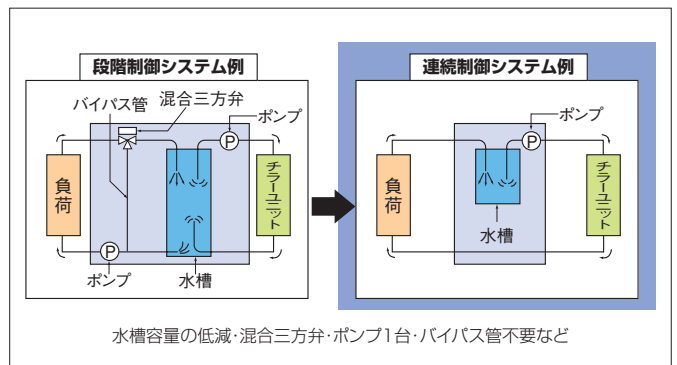 段階制御システム例
バイパス管
混合三方弁
ポンプ
P
負荷
チラーユニット
P
ポンプ
水槽
連続制御システム例
ポンプ
P
負荷
チラーユニット
水槽
水槽容量の低減・混合三方弁・ポンプ1台・バイパス管不要など